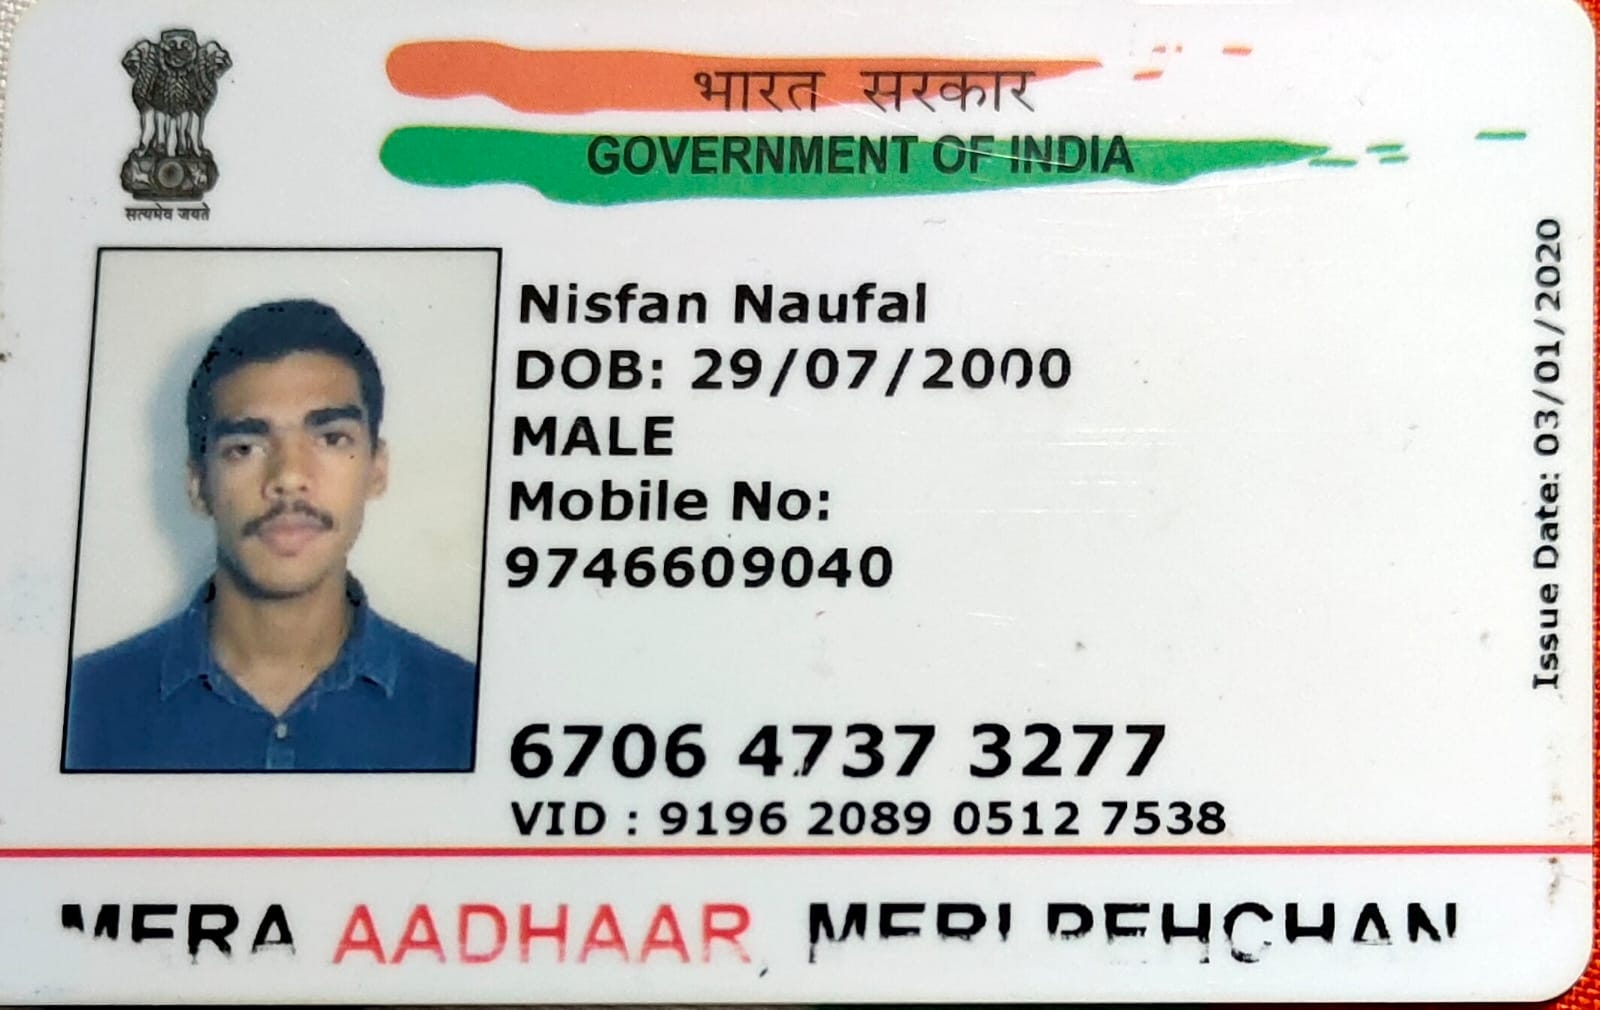 सत्यमेव जयते
भारत सरकार
GOVERNMENT OF INDIA
Nisfan Naufal
DOB: 29/07/2000
MALE
Mobile No:
9746609040
6706 4737 3277
VID : 9196 2089 0512 7538
Issue Date: 03/01/2020
MERA AADHAAR, MERI PEHCHAN